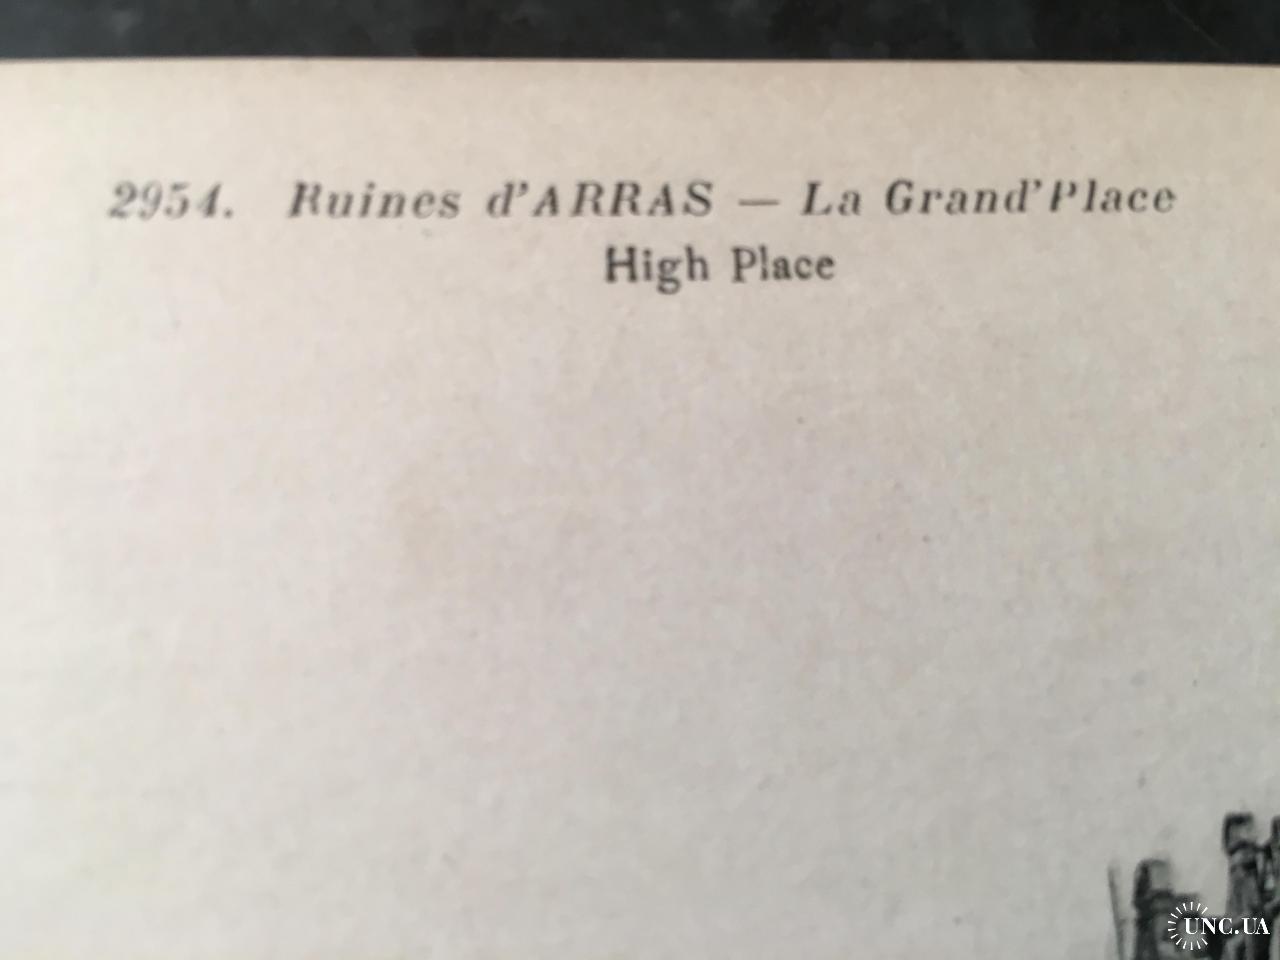 2954. Ruines d'ARRAS — La Grand'Place
High Place
UNC.UA